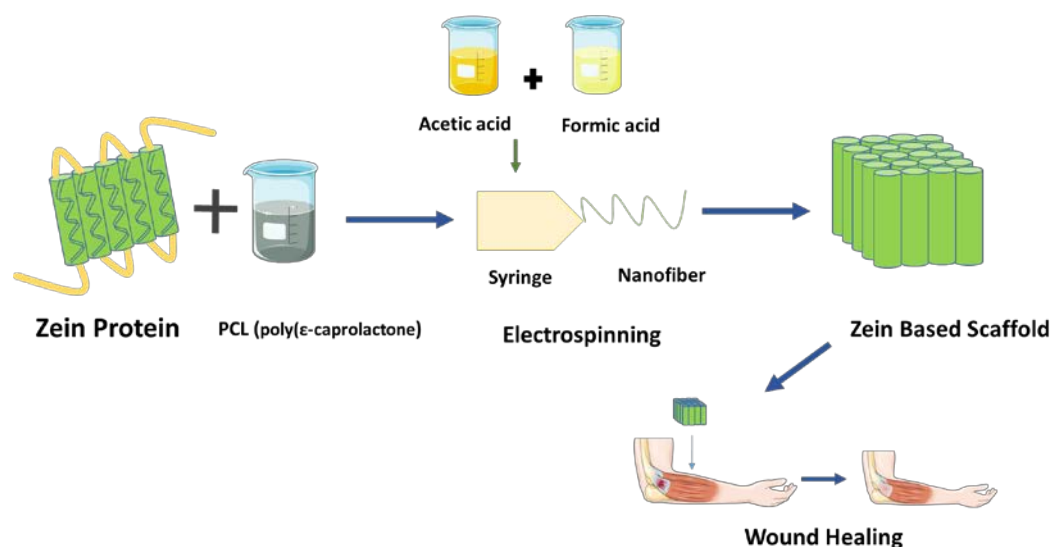 Acetic acid
Formic acid
Syringe
Nanofiber
Zein Protein
PCL (poly(ε-caprolactone)
Electrospinning
Zein Based Scaffold
Wound Healing